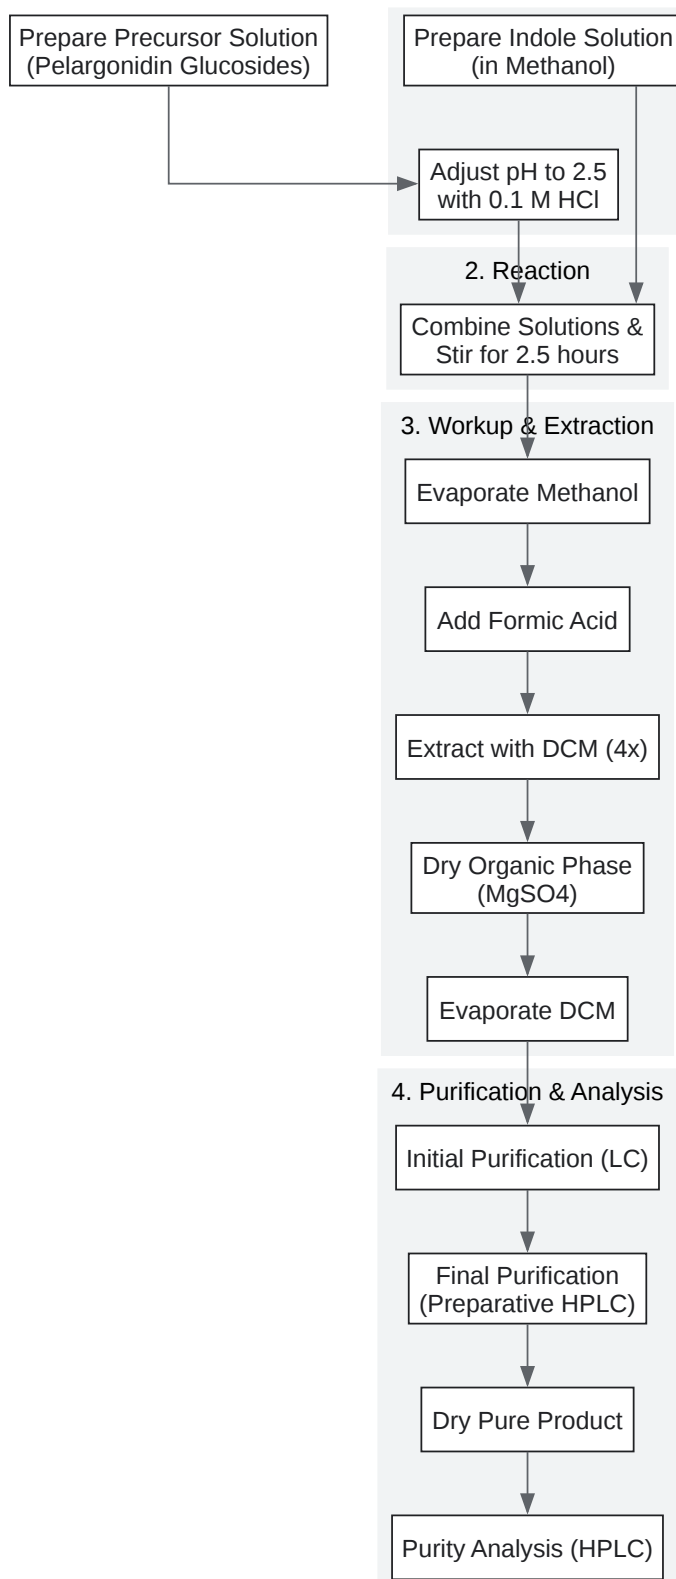 Prepare Precursor Solution
(Pelargonidin Glucosides)
Prepare Indole Solution
(in Methanol)
Adjust pH to 2.5
with 0.1 M HCl
2. Reaction
Combine Solutions &
Stir for 2.5 hours
3. Workup & Extraction
Evaporate Methanol
Add Formic Acid
Extract with DCM (4x)
Dry Organic Phase
(MgSO4)
Evaporate DCM
4. Purification & Analysis
Initial Purification (LC)
Final Purification
(Preparative HPLC)
Dry Pure Product
Purity Analysis (HPLC)